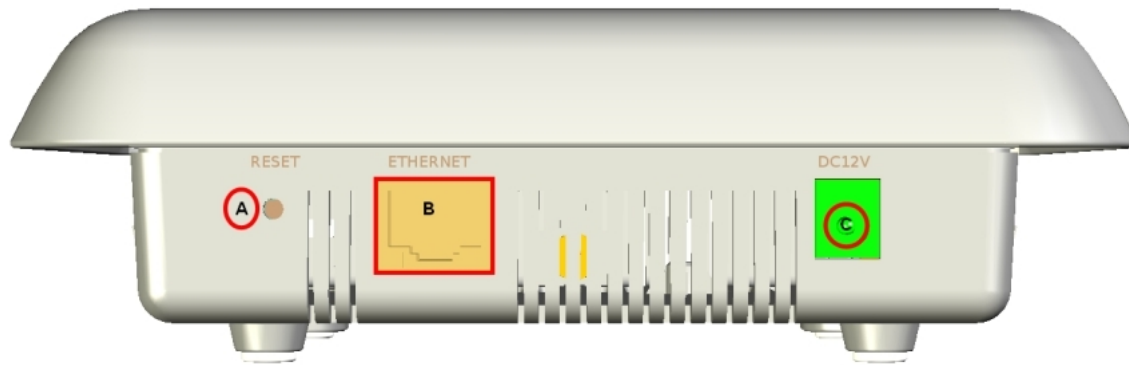 RESET
ETHERNET
DC12V
A
B
C